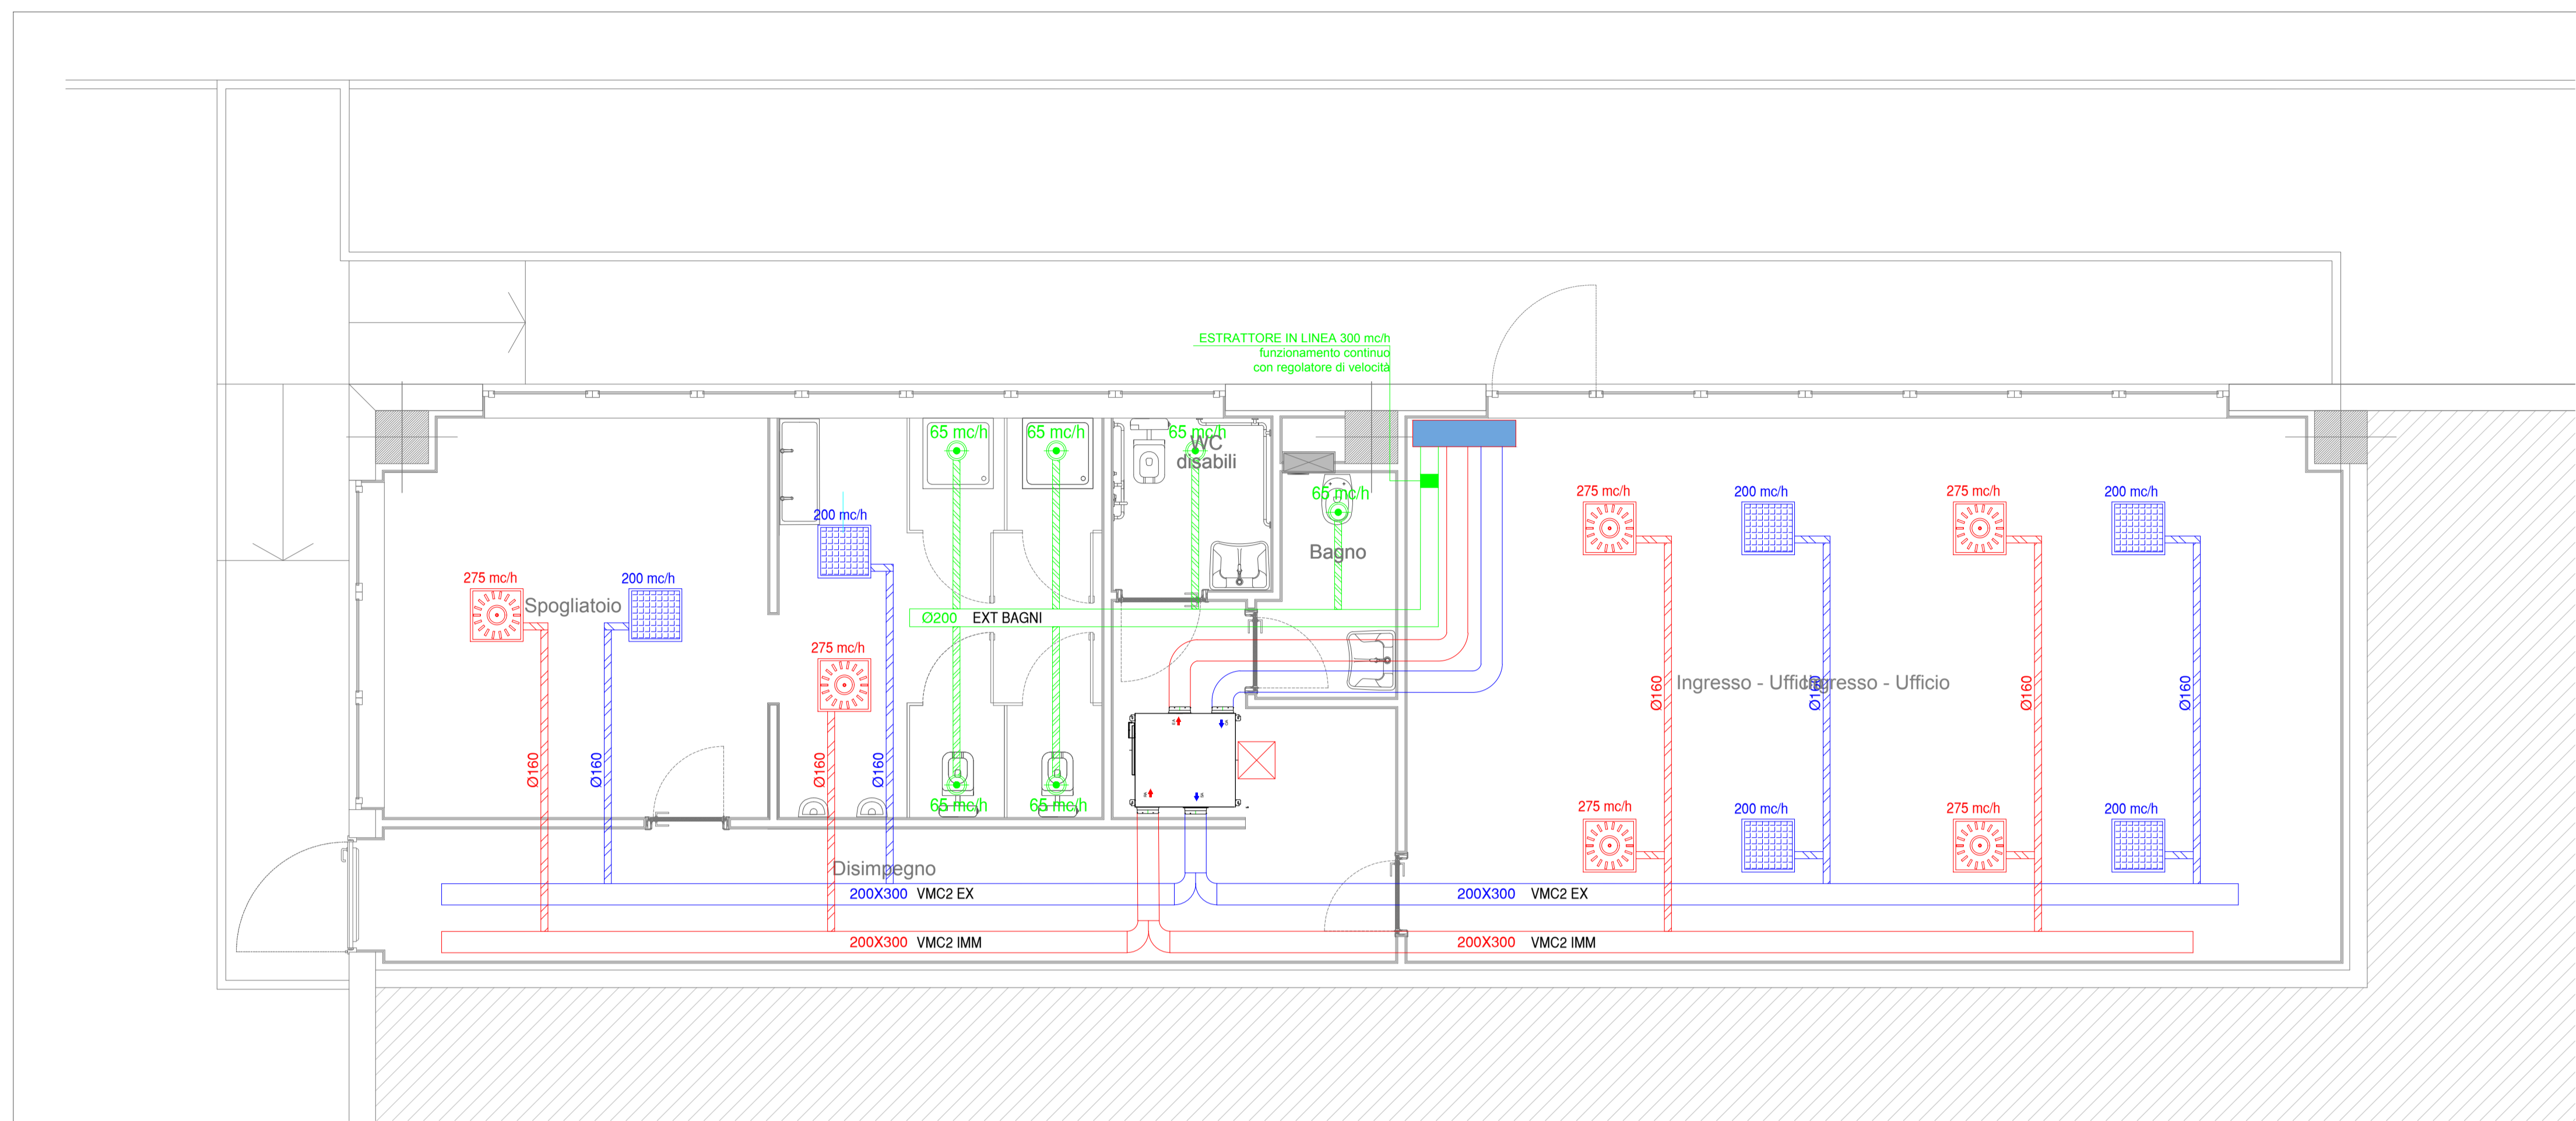 ESTRATTORE IN LINEA 300 mc/h
funzionamento continuo
con regolatore di velocità
65 mc/h
65 mc/h
65 mc/h
WC
disabili
65 mc/h
Bagno
200 mc/h
275 mc/h
200 mc/h
Spogliatoio
275 mc/h
Ø200 EXT BAGNI
275 mc/h
200 mc/h
275 mc/h
200 mc/h
Ingresso - Ufficio
Ingresso - Ufficio
Ø160
Ø160
Ø160
Ø160
Ø160
Ø160
Ø160
Ø160
65 mc/h
65 mc/h
275 mc/h
200 mc/h
275 mc/h
200 mc/h
Disimpegno
200X300 VMC2 EX
200X300 VMC2 EX
200X300 VMC2 IMM
200X300 VMC2 IMM